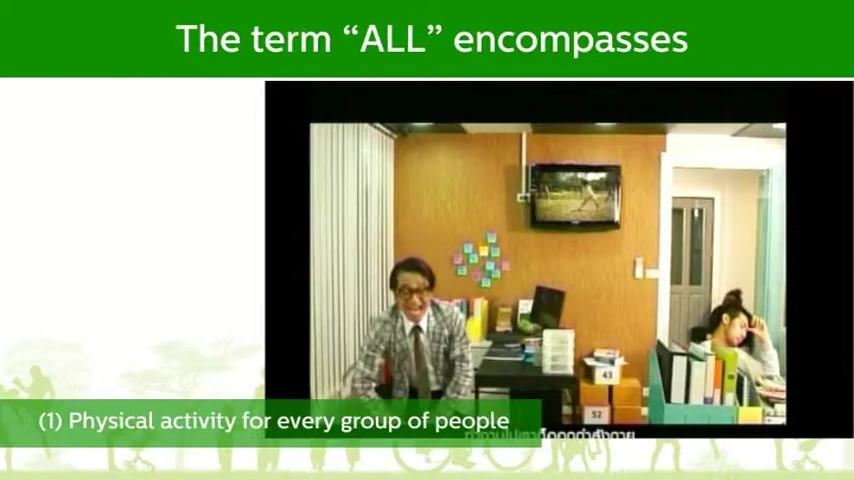 The term “ALL” encompasses
43
52
(1) Physical activity for every group of people